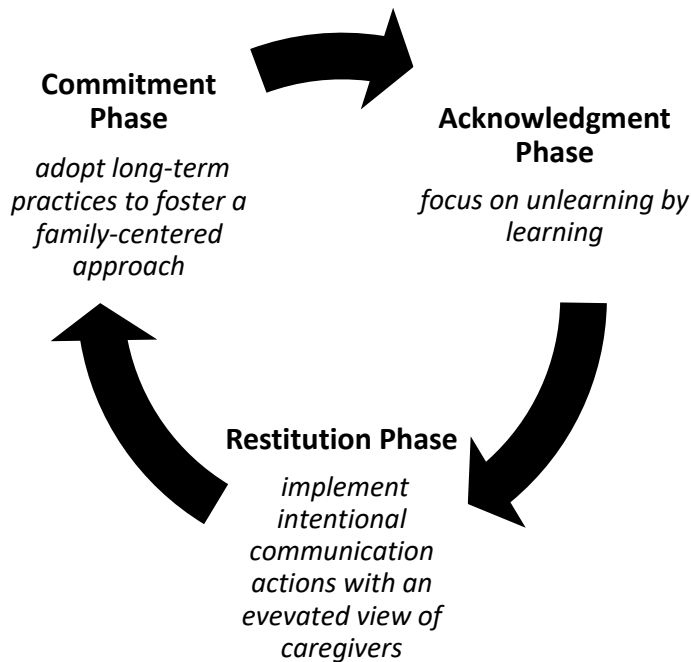 Commitment
Phase
adopt long-term
practices to foster a
family-centered
approach
Acknowledgment
Phase
focus on unlearning by
learning
Restitution Phase
implement
intentional
communication
actions with an
evevated view of
caregivers